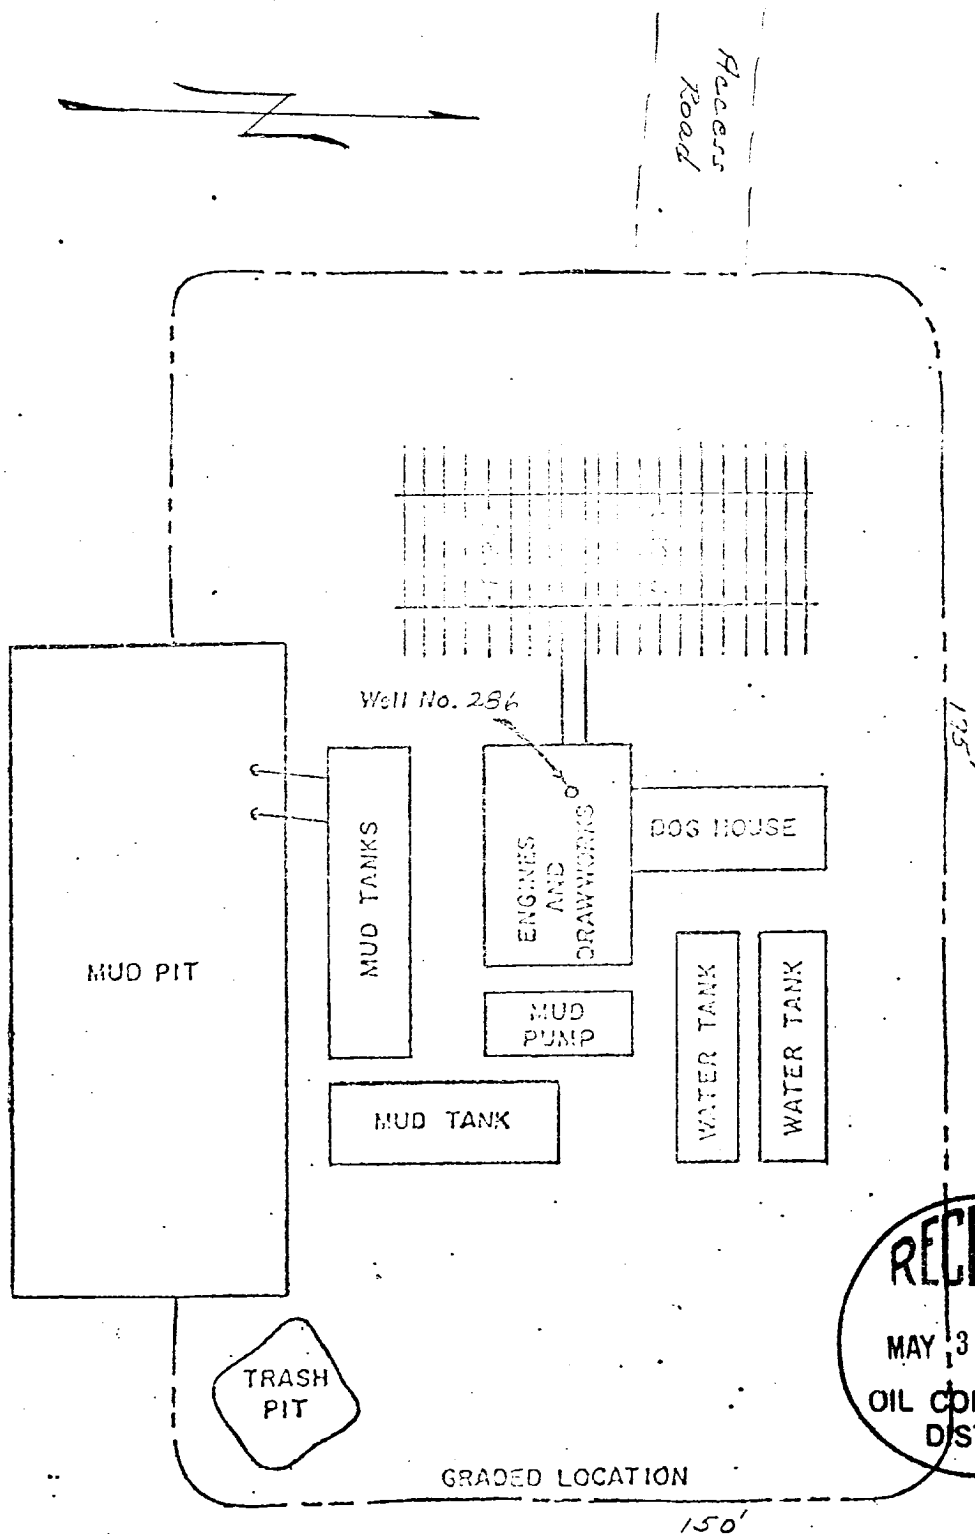 Access
Road
Well No. 286
175'
DOG HOUSE
ENGINES
AND
DRAWWORKS
MUD TANKS
MUD PIT
MUD
PUMP
WATER TANK
WATER TANK
MUD TANK
MAY 3
OIL
TRASH
PIT
GRADED LOCATION
150'